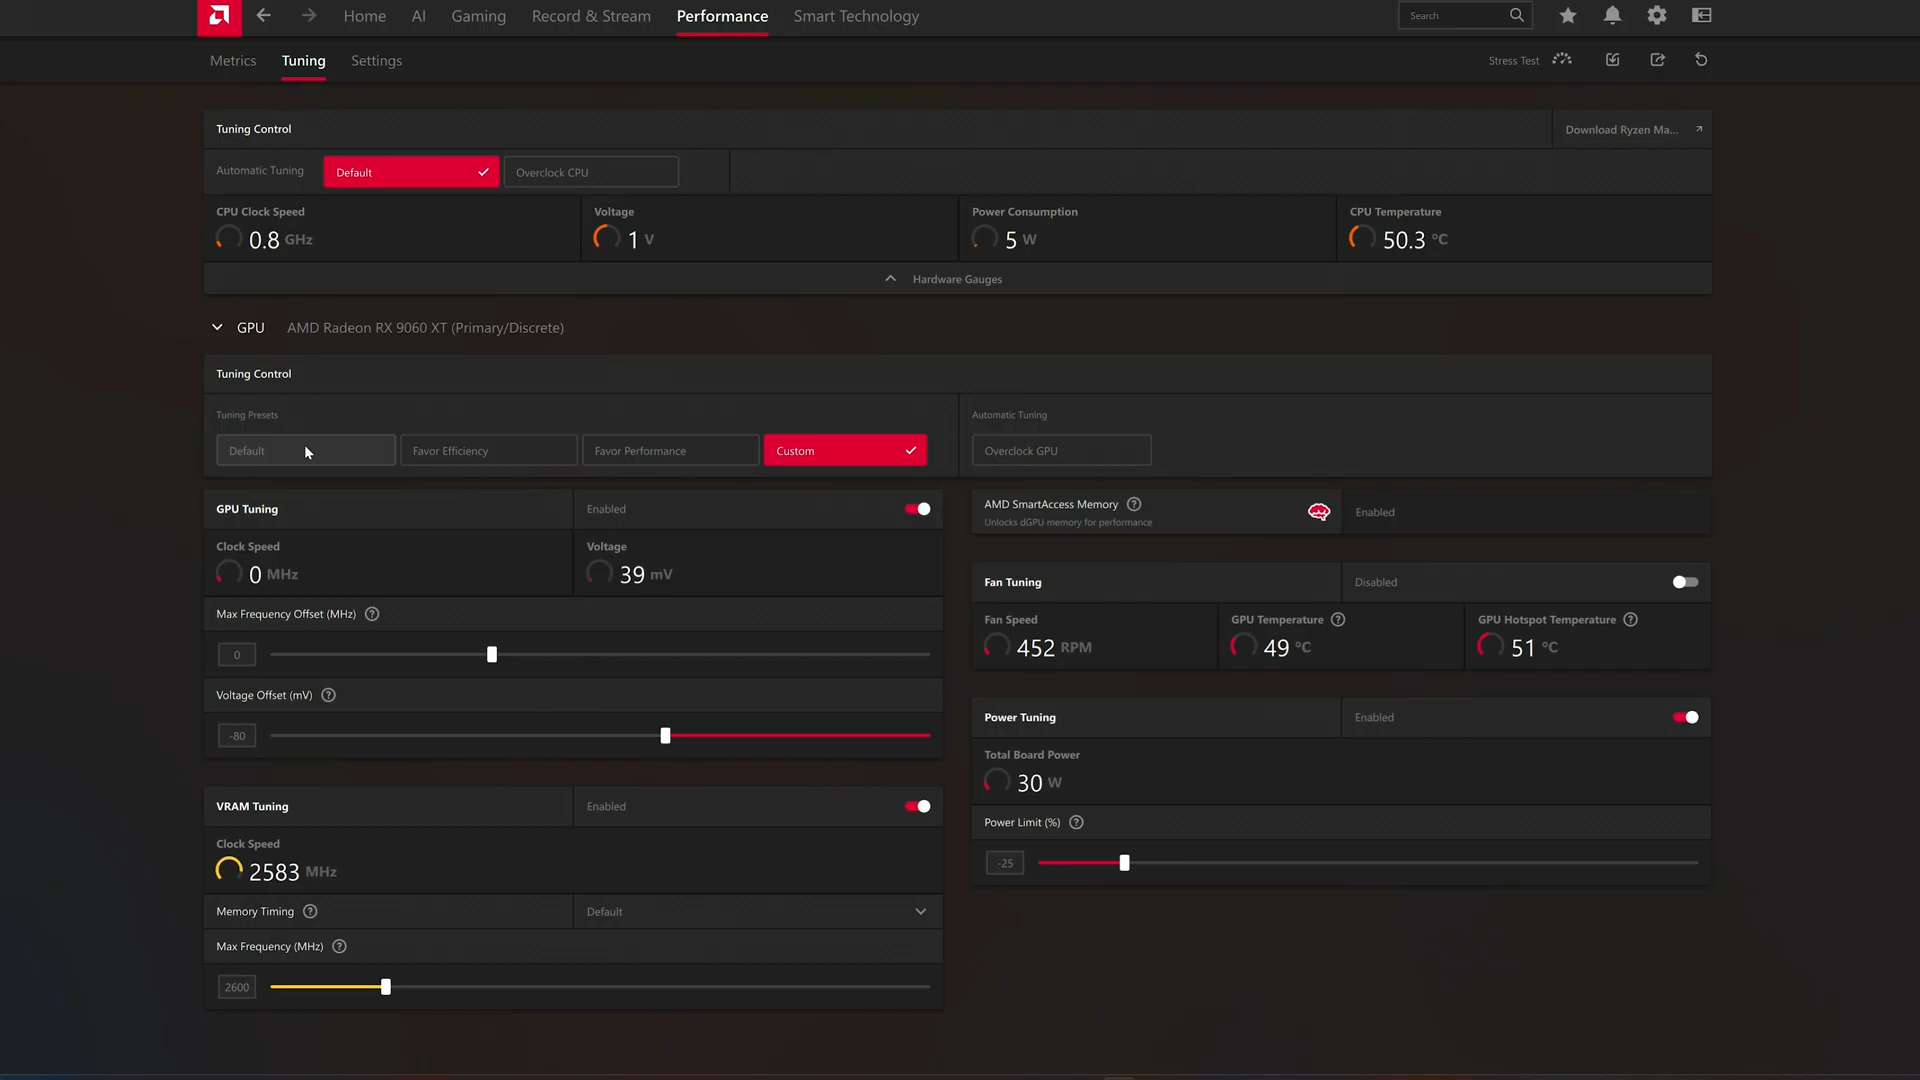 Home AI Gaming Record & Stream Performance Smart Technology Search
Metrics Tuning Settings Stress Test
Tuning Control Download Ryzen Ma...
Automatic Tuning Default Overclock CPU
CPU Clock Speed Voltage Power Consumption CPU Temperature
0.8 GHz 1 V 5 W 50.3 °C
Hardware Gauges
GPU AMD Radeon RX 9060 XT (Primary/Discrete)
Tuning Control
Tuning Presets Automatic Tuning
Default Favor Efficiency Favor Performance Custom Overclock GPU
GPU Tuning Enabled
Clock Speed Voltage
0 MHz 39 mV
Max Frequency Offset (MHz) ?
0
Voltage Offset (mV) ?
-80
VRAM Tuning Enabled
Clock Speed
2583 MHz
Memory Timing ? Default
Max Frequency (MHz) ?
2600
AMD SmartAccess Memory ? Enabled
Unlocks dGPU memory for performance
Fan Tuning Disabled
Fan Speed GPU Temperature ? GPU Hotspot Temperature ?
452 RPM 49 °C 51 °C
Power Tuning Enabled
Total Board Power
30 W
Power Limit (%) ?
-25